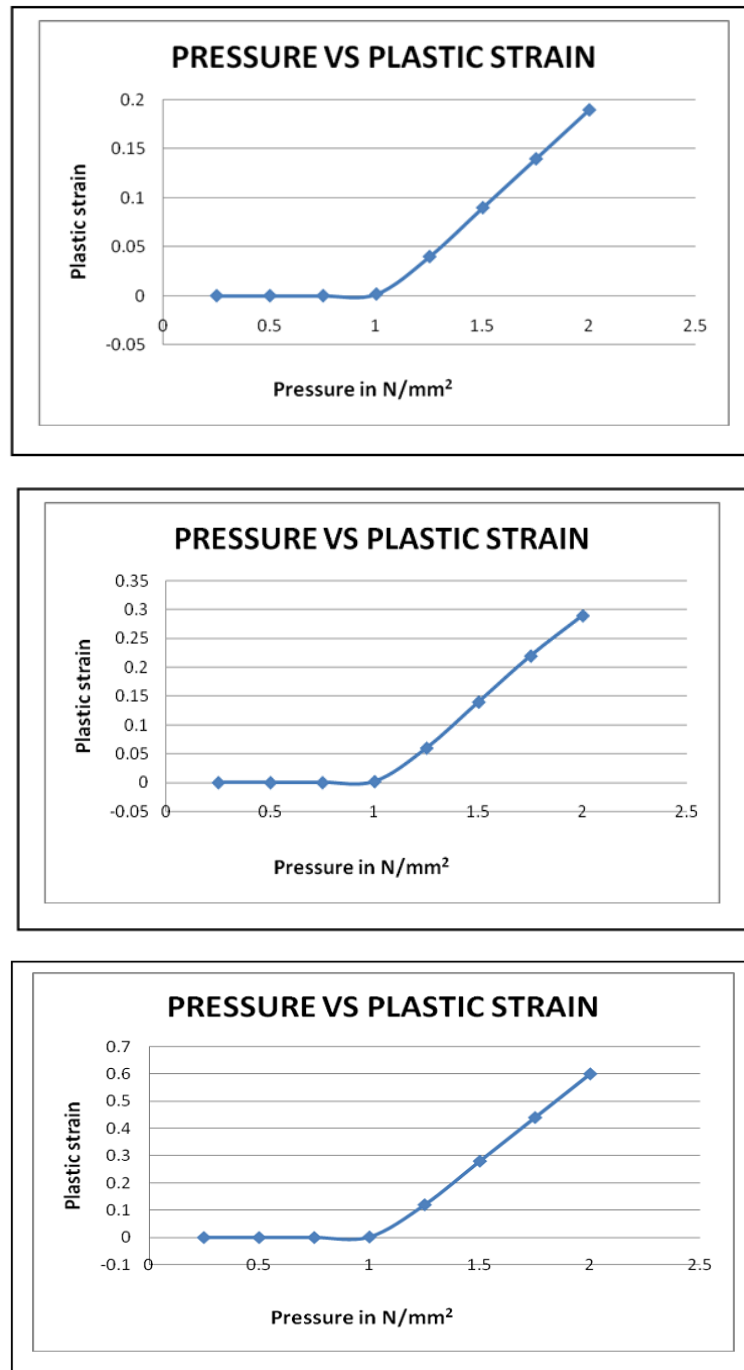 PRESSURE VS PLASTIC STRAIN
0.2
0.15
0.1
0.05
0
-0.05
Plastic strain
0 0.5 1 1.5 2 2.5
Pressure in N/mm²
PRESSURE VS PLASTIC STRAIN
0.35
0.3
0.25
0.2
0.15
0.1
0.05
0
-0.05
Plastic strain
0 0.5 1 1.5 2 2.5
Pressure in N/mm²
PRESSURE VS PLASTIC STRAIN
0.7
0.6
0.5
0.4
0.3
0.2
0.1
0
-0.1
Plastic strain
0 0.5 1 1.5 2 2.5
Pressure in N/mm²